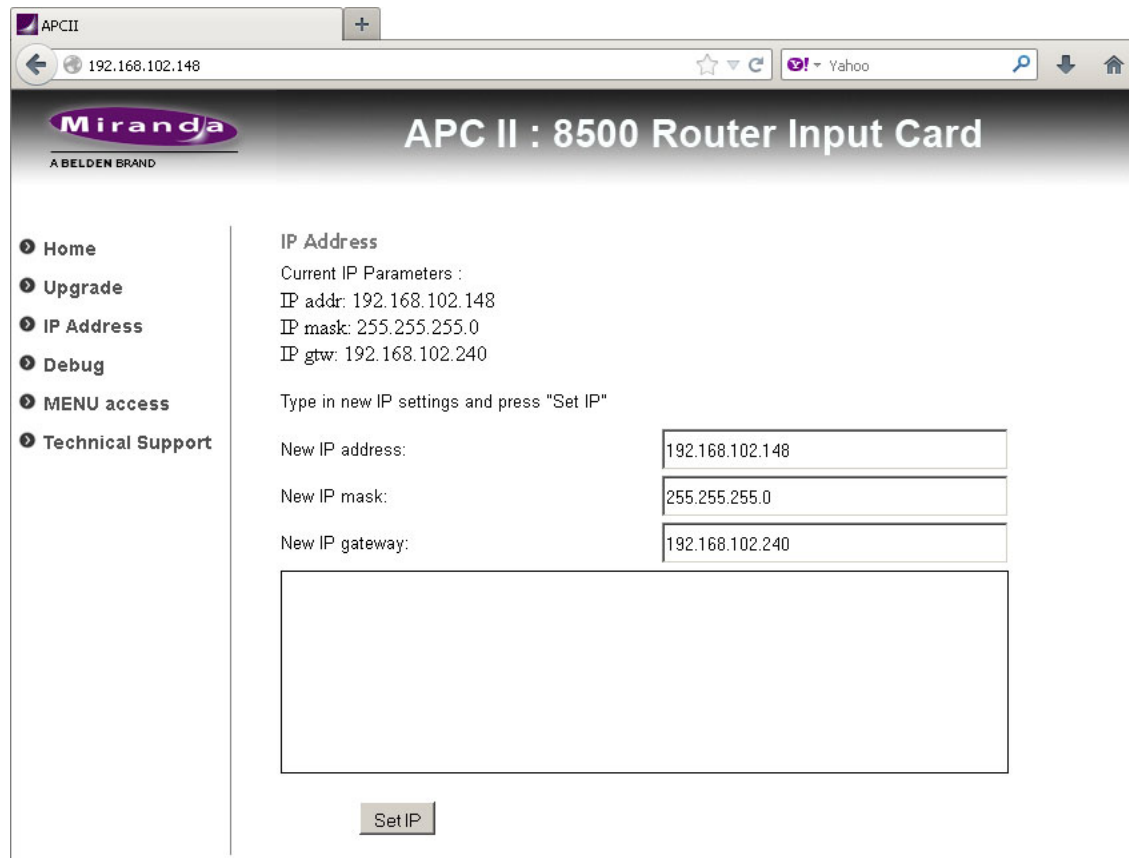 APCII
+
192.168.102.148
Yahoo
Miranda
A BELDEN BRAND
APC II : 8500 Router Input Card
Home
Upgrade
IP Address
Debug
MENU access
Technical Support
IP Address
Current IP Parameters :
IP addr: 192.168.102.148
IP mask: 255.255.255.0
IP gtw: 192.168.102.240
Type in new IP settings and press "Set IP"
New IP address: 192.168.102.148
New IP mask: 255.255.255.0
New IP gateway: 192.168.102.240
Set IP